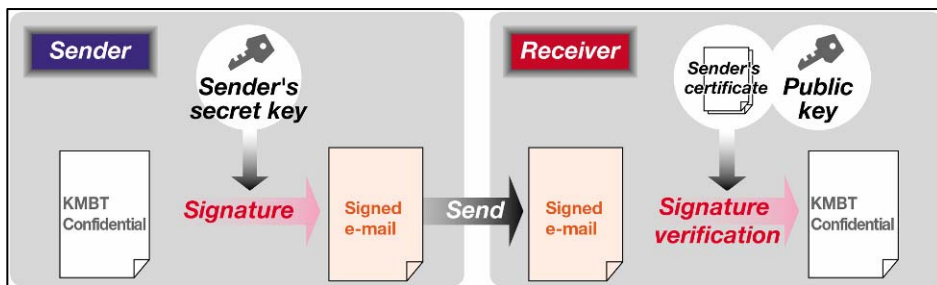 Sender
Sender's
secret key
KMBT
Confidential
Signature
Signed
e-mail
Send
Receiver
Sender's
certificate
Public
key
Signed
e-mail
Signature
verification
KMBT
Confidential